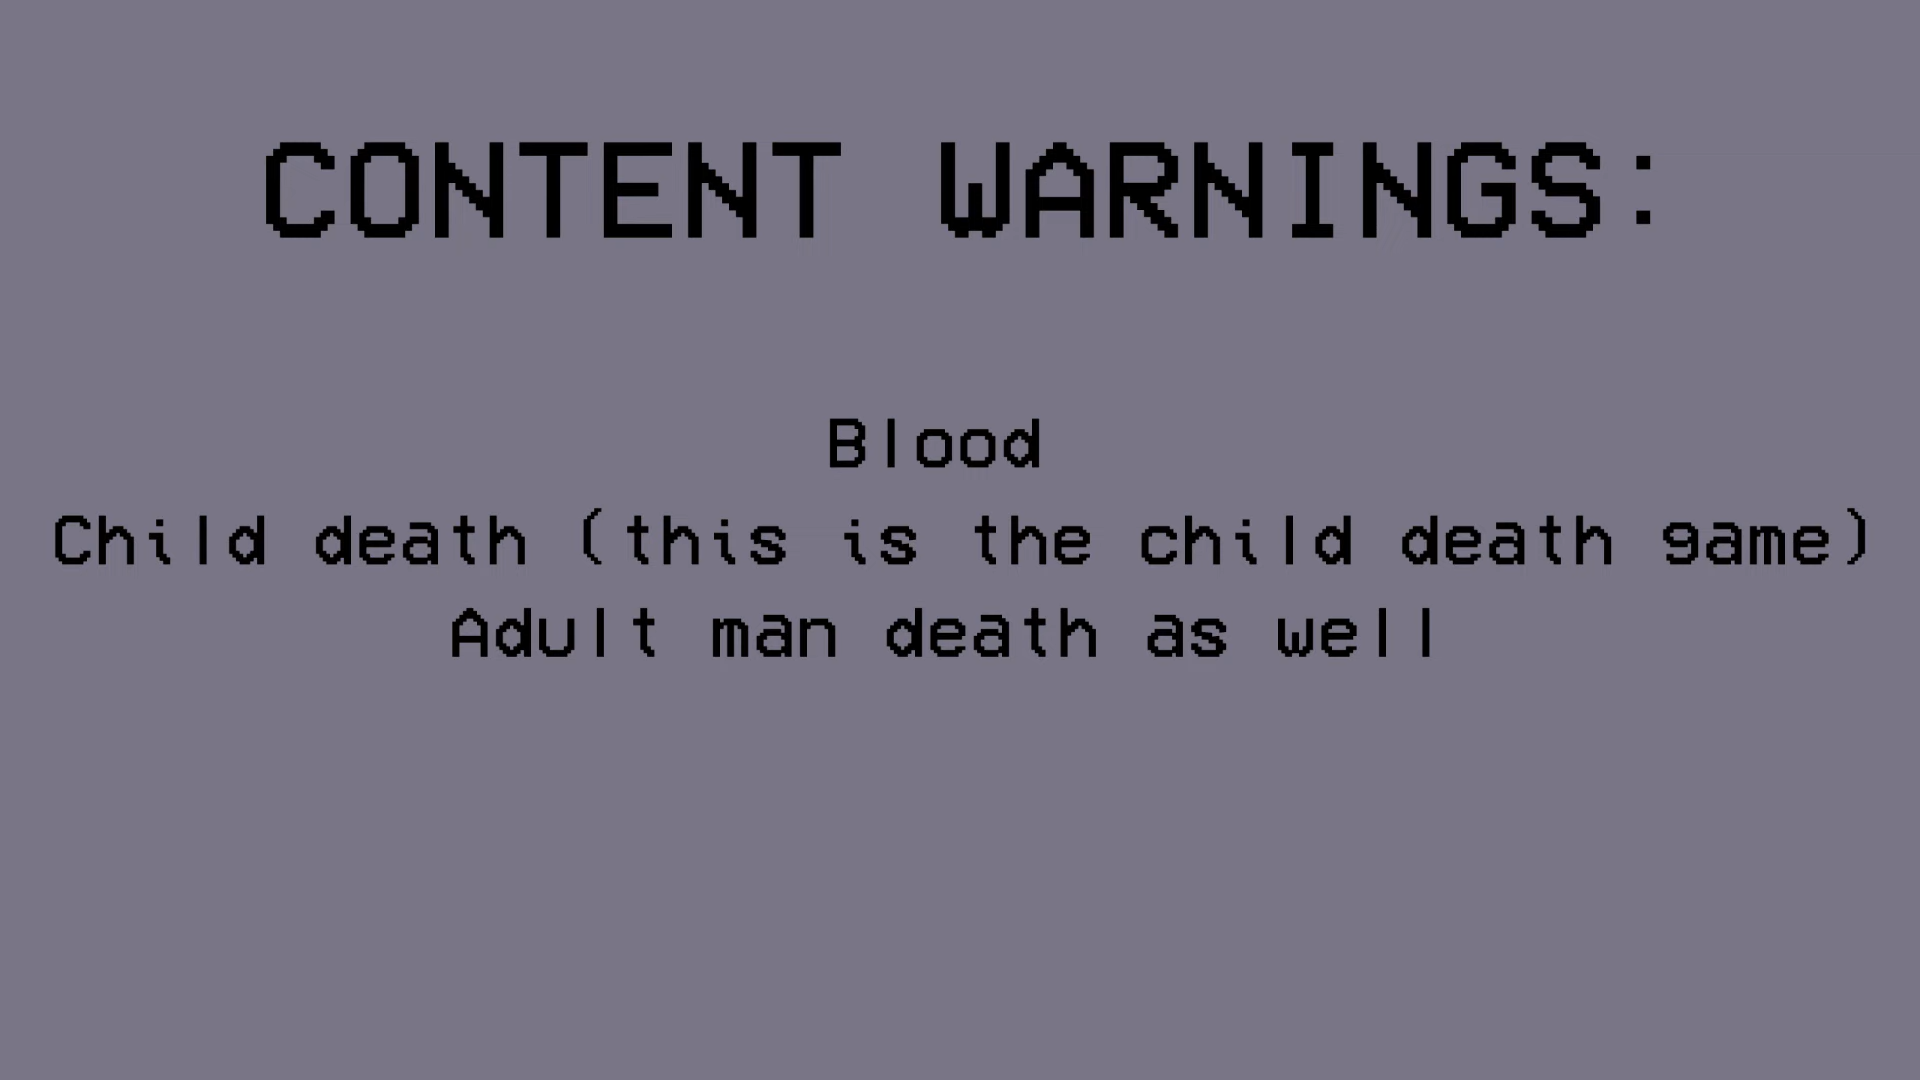 CONTENT WARNINGS:
Blood
Child death (this is the child death game)
Adult man death as well